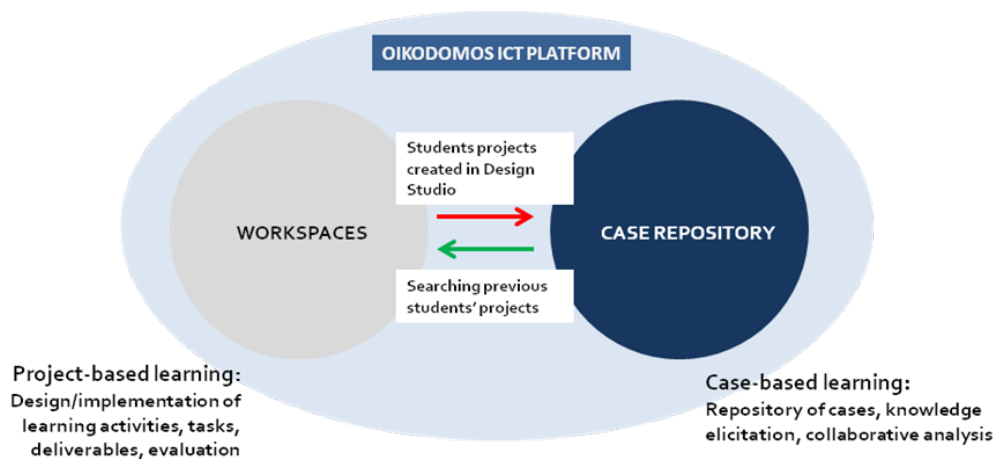 OIKODOMOS ICT PLATFORM
Students projects
created in Design
Studio
WORKSPACES
CASE REPOSITORY
Searching previous
students’ projects
Project-based learning:
Design/implementation of
learning activities, tasks,
deliverables, evaluation
Case-based learning:
Repository of cases, knowledge
elicitation, collaborative analysis